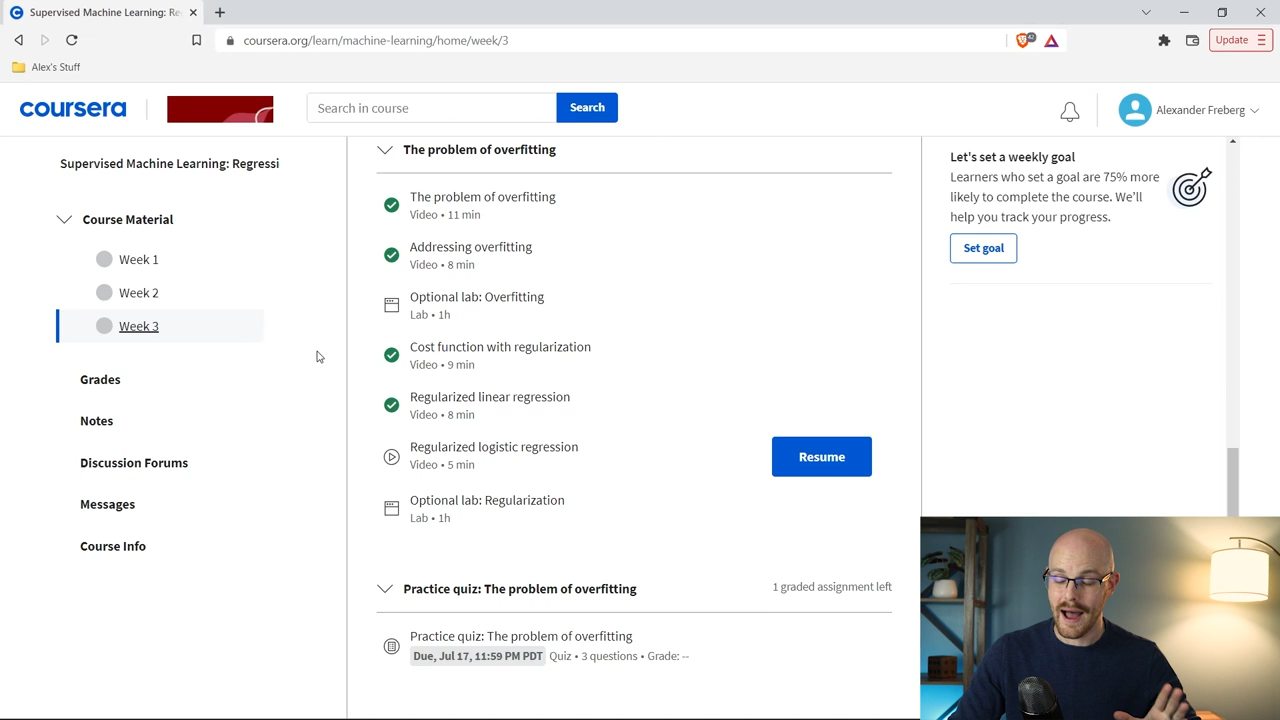 Supervised Machine Learning: Re
coursera.org/learn/machine-learning/home/week/3
42
Update
Alex's Stuff
coursera
Search in course
Search
Alexander Freberg
Supervised Machine Learning: Regressi
Course Material
Week 1
Week 2
Week 3
Grades
Notes
Discussion Forums
Messages
Course Info
The problem of overfitting
The problem of overfitting
Video • 11 min
Addressing overfitting
Video • 8 min
Optional lab: Overfitting
Lab • 1h
Cost function with regularization
Video • 9 min
Regularized linear regression
Video • 8 min
Regularized logistic regression
Video • 5 min
Resume
Optional lab: Regularization
Lab • 1h
Practice quiz: The problem of overfitting
1 graded assignment left
Practice quiz: The problem of overfitting
Due, Jul 17, 11:59 PM PDT Quiz • 3 questions • Grade: --
Let's set a weekly goal
Learners who set a goal are 75% more
likely to complete the course. We'll
help you track your progress.
Set goal